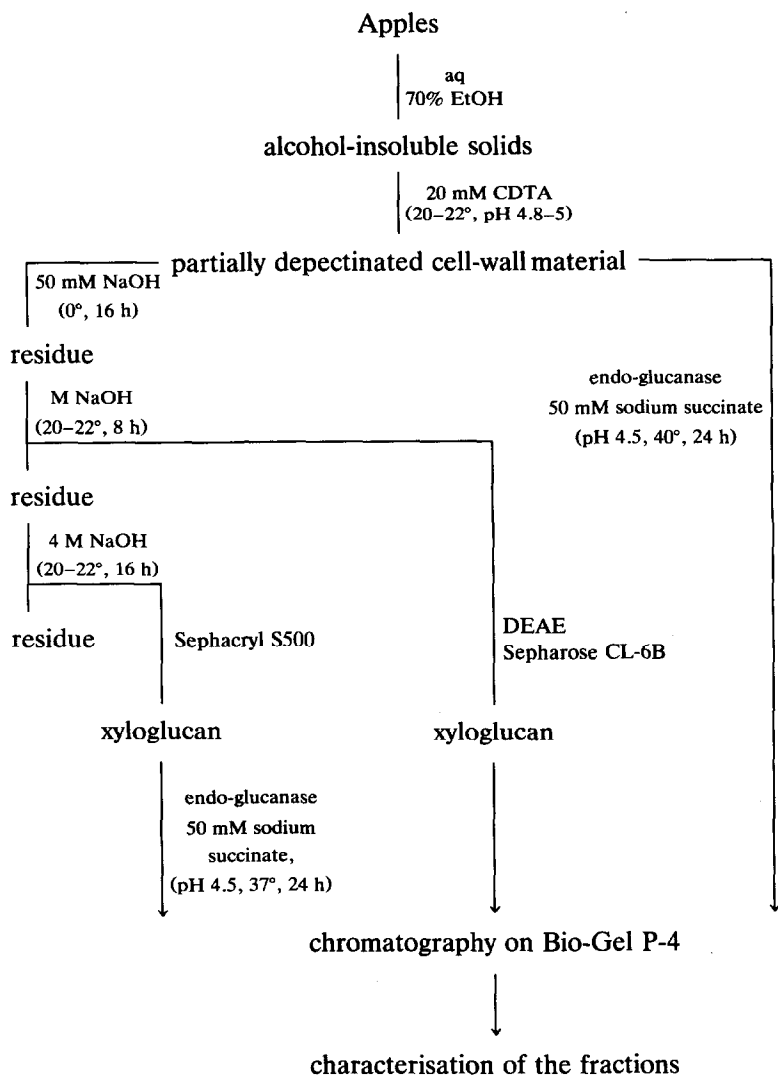 Apples
aq
70% EtOH
alcohol-insoluble solids
20 mM CDTA
(20–22°, pH 4.8–5)
partially depectinated cell-wall material
50 mM NaOH
(0°, 16 h)
residue
M NaOH
(20–22°, 8 h)
endo-glucanase
50 mM sodium succinate
(pH 4.5, 40°, 24 h)
residue
4 M NaOH
(20–22°, 16 h)
residue
Sephacryl S500
DEAE
Sepharose CL-6B
xyloglucan
xyloglucan
endo-glucanase
50 mM sodium
succinate,
(pH 4.5, 37°, 24 h)
chromatography on Bio-Gel P-4
characterisation of the fractions